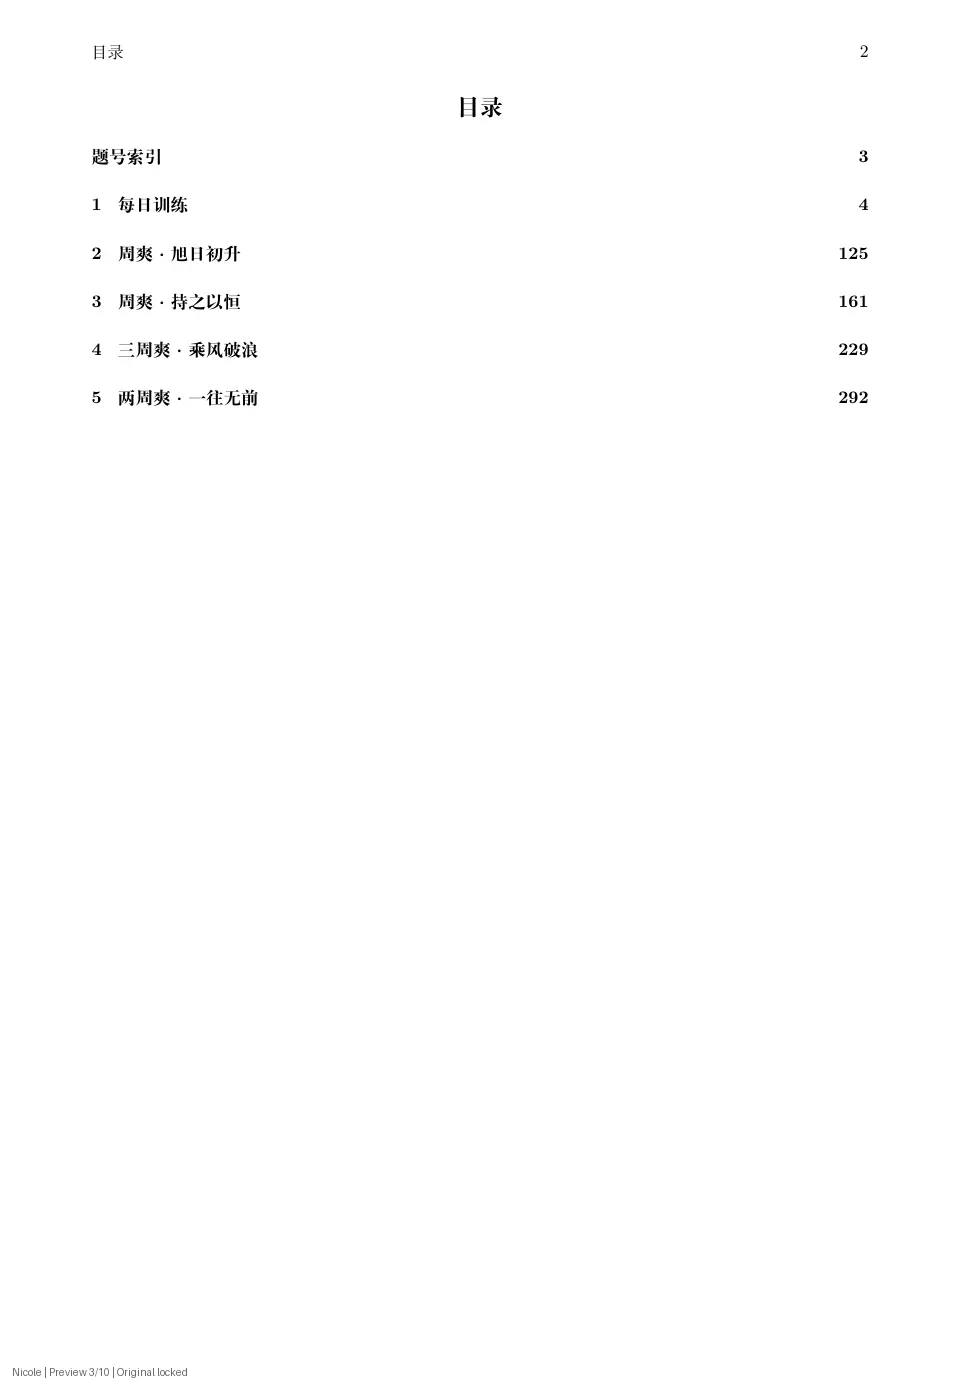 目录 2
目录
题号索引 3
1 每日训练 4
2 周爽 · 旭日初升 125
3 周爽 · 持之以恒 161
4 三周爽 · 乘风破浪 229
5 两周爽 · 一往无前 292
Nicole | Preview 3/10 | Original locked